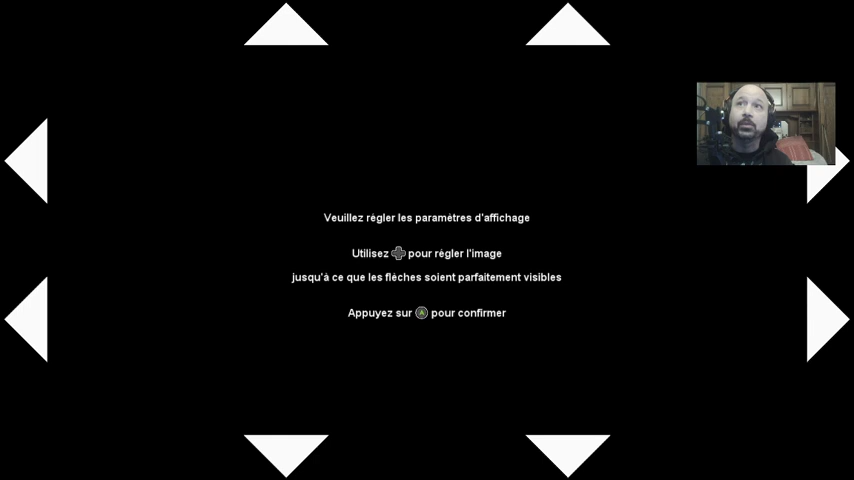 Veuillez régler les paramètres d'affichage
Utilisez pour régler l'image
jusqu'à ce que les flèches soient parfaitement visibles
Appuyez sur A pour confirmer